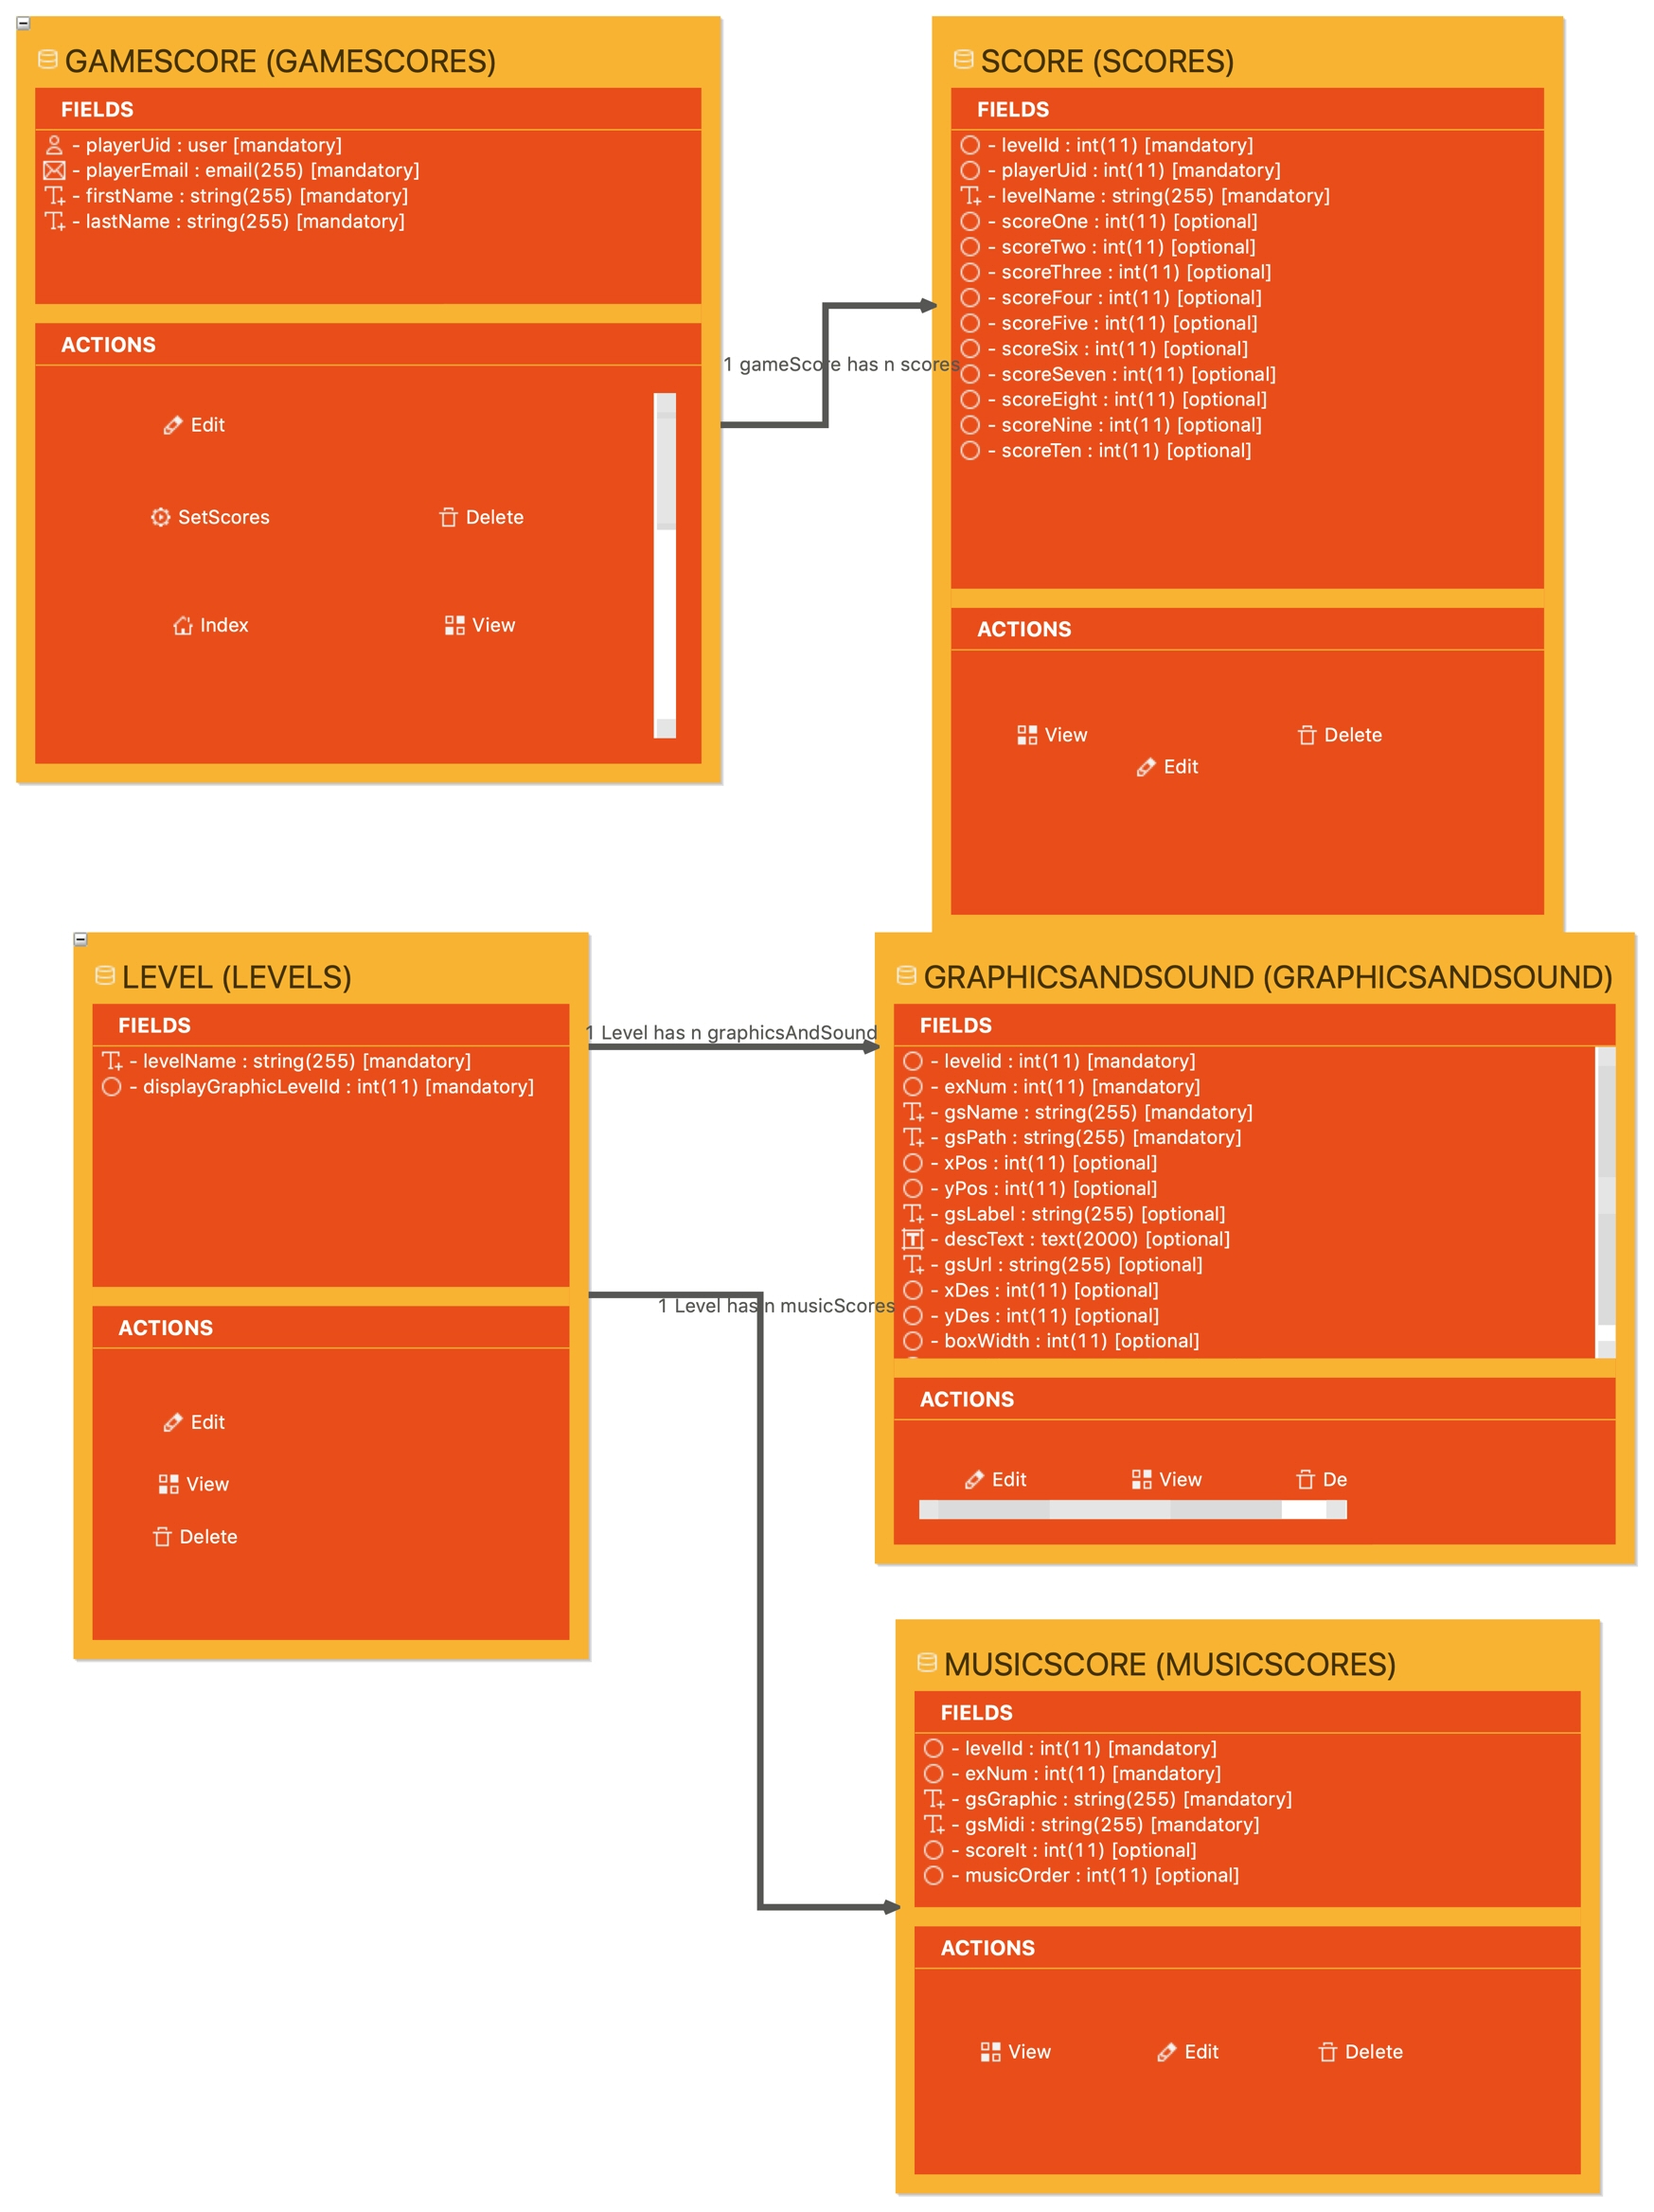 GAMESCORE (GAMESCORES)
FIELDS
- playerUid : user [mandatory]
- playerEmail : email(255) [mandatory]
- firstName : string(255) [mandatory]
- lastName : string(255) [mandatory]
ACTIONS
Edit
SetScores
Delete
Index
View
1 gameScore has n scores
SCORE (SCORES)
FIELDS
- levelId : int(11) [mandatory]
- playerUid : int(11) [mandatory]
- levelName : string(255) [mandatory]
- scoreOne : int(11) [optional]
- scoreTwo : int(11) [optional]
- scoreThree : int(11) [optional]
- scoreFour : int(11) [optional]
- scoreFive : int(11) [optional]
- scoreSix : int(11) [optional]
- scoreSeven : int(11) [optional]
- scoreEight : int(11) [optional]
- scoreNine : int(11) [optional]
- scoreTen : int(11) [optional]
ACTIONS
View
Delete
Edit
LEVEL (LEVELS)
FIELDS
- levelName : string(255) [mandatory]
- displayGraphicLevelId : int(11) [mandatory]
ACTIONS
Edit
View
Delete
1 Level has n graphicsAndSound
1 Level has n musicScores
GRAPHICSANDSOUND (GRAPHICSANDSOUND)
FIELDS
- levelid : int(11) [mandatory]
- exNum : int(11) [mandatory]
- gsName : string(255) [mandatory]
- gsPath : string(255) [mandatory]
- xPos : int(11) [optional]
- yPos : int(11) [optional]
- gsLabel : string(255) [optional]
- descText : text(2000) [optional]
- gsUrl : string(255) [optional]
- xDes : int(11) [optional]
- yDes : int(11) [optional]
- boxWidth : int(11) [optional]
ACTIONS
Edit
View
De
MUSICSCORE (MUSICSCORES)
FIELDS
- levelId : int(11) [mandatory]
- exNum : int(11) [mandatory]
- gsGraphic : string(255) [mandatory]
- gsMidi : string(255) [mandatory]
- scoreIt : int(11) [optional]
- musicOrder : int(11) [optional]
ACTIONS
View
Edit
Delete